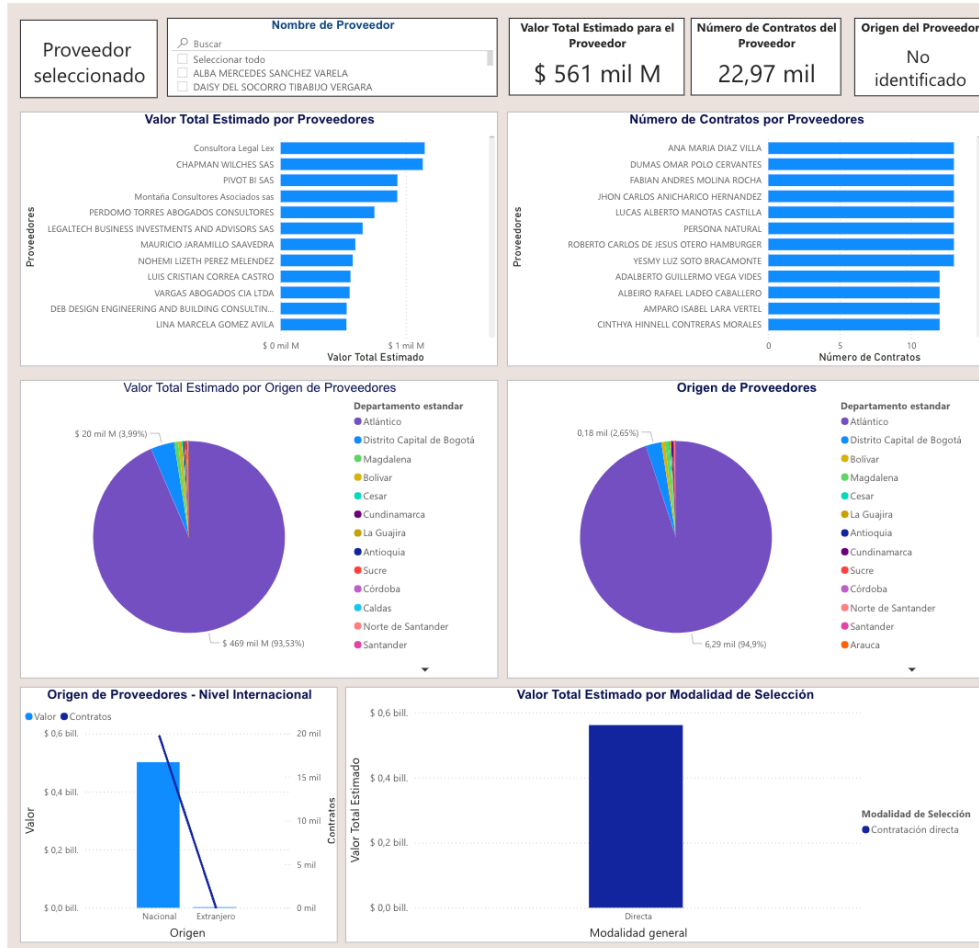 Proveedor
seleccionado
Nombre de Proveedor
Buscar
Seleccionar todo
ALBA MERCEDES SANCHEZ VARELA
DAISY DEL SOCORRO TIBABIJO VERGARA
Valor Total Estimado para el
Proveedor
$ 561 mil M
Número de Contratos del
Proveedor
22,97 mil
Origen del Proveedor
No
identificado
Valor Total Estimado por Proveedores
Proveedores
Consultora Legal Lex
CHAPMAN WILCHES SAS
PIVOT BI SAS
Montaña Consultores Asociados sas
PERDOMO TORRES ABOGADOS CONSULTORES
LEGALTECH BUSINESS INVESTMENTS AND ADVISORS SAS
MAURICIO JARAMILLO SAAVEDRA
NOHEMI LIZETH PEREZ MELENDEZ
LUIS CRISTIAN CORREA CASTRO
VARGAS ABOGADOS CIA LTDA
DEB DESIGN ENGINEERING AND BUILDING CONSULTIN...
LINA MARCELA GOMEZ AVILA
$ 0 mil M $ 1 mil M
Valor Total Estimado
Número de Contratos por Proveedores
Proveedores
ANA MARIA DIAZ VILLA
DUMAS OMAR POLO CERVANTES
FABIAN ANDRES MOLINA ROCHA
JHON CARLOS ANICHARICO HERNANDEZ
LUCAS ALBERTO MANOTAS CASTILLA
PERSONA NATURAL
ROBERTO CARLOS DE JESUS OTERO HAMBURGER
YESMY LUZ SOTO BRACAMONTE
ADALBERTO GUILLERMO VEGA VIDES
ALBEIRO RAFAEL LADEO CABALLERO
AMPARO ISABEL LARA VERTEL
CINTHYA HINNELL CONTRERAS MORALES
0 5 10
Número de Contratos
Valor Total Estimado por Origen de Proveedores
$ 20 mil M (3,99%)
$ 469 mil M (93,53%)
Departamento estandar
Atlántico
Distrito Capital de Bogotá
Magdalena
Bolívar
Cesar
Cundinamarca
La Guajira
Antioquia
Sucre
Córdoba
Caldas
Norte de Santander
Santander
Origen de Proveedores
0,18 mil (2,65%)
6,29 mil (94,9%)
Departamento estandar
Atlántico
Distrito Capital de Bogotá
Bolívar
Magdalena
Cesar
La Guajira
Antioquia
Cundinamarca
Sucre
Córdoba
Norte de Santander
Santander
Arauca
Origen de Proveedores - Nivel Internacional
Valor Contratos
Valor
$ 0,6 bill. 20 mil
15 mil
$ 0,4 bill.
10 mil
$ 0,2 bill.
5 mil
$ 0,0 bill. 0 mil
Contratos
Nacional Extranjero
Origen
Valor Total Estimado por Modalidad de Selección
Valor Total Estimado
$ 0,6 bill.
$ 0,4 bill.
$ 0,2 bill.
$ 0,0 bill.
Directa
Modalidad general
Modalidad de Selección
Contratación directa